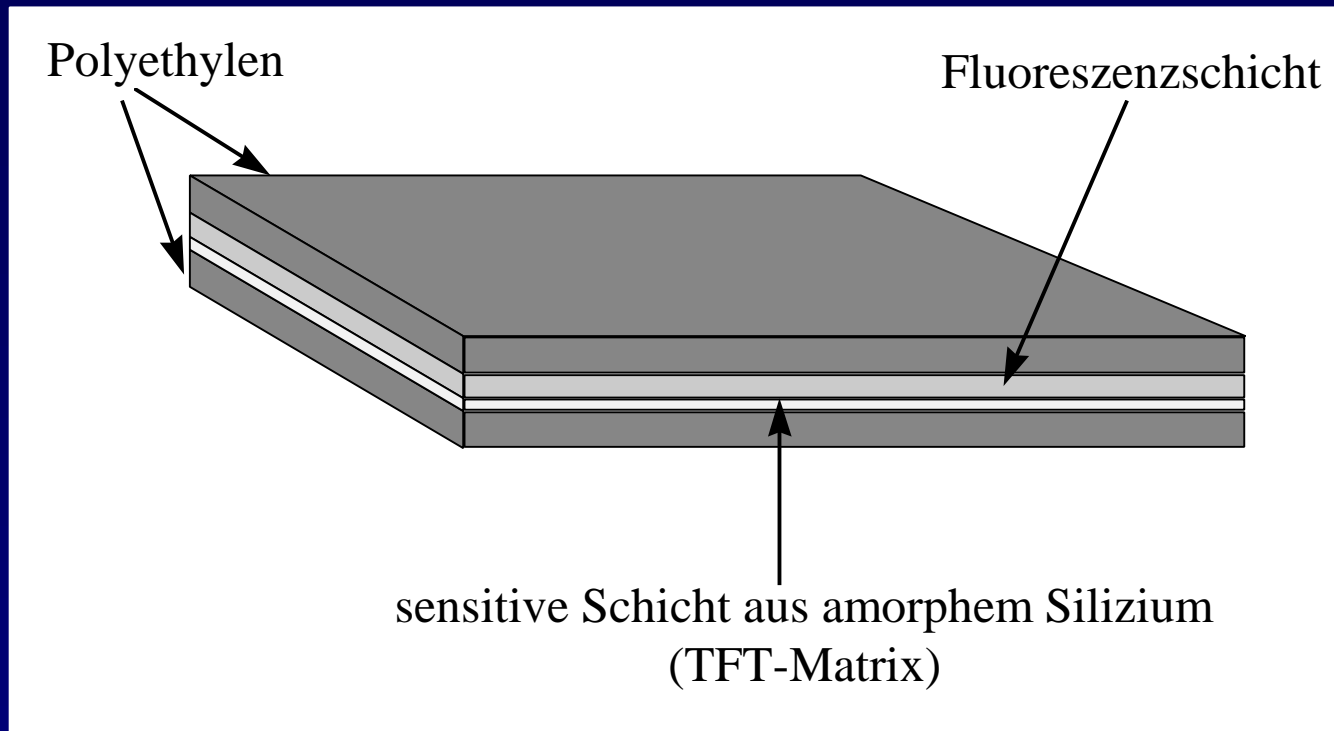 Polyethylen
Fluoreszenzschicht
sensitive Schicht aus amorphem Silizium
(TFT-Matrix)